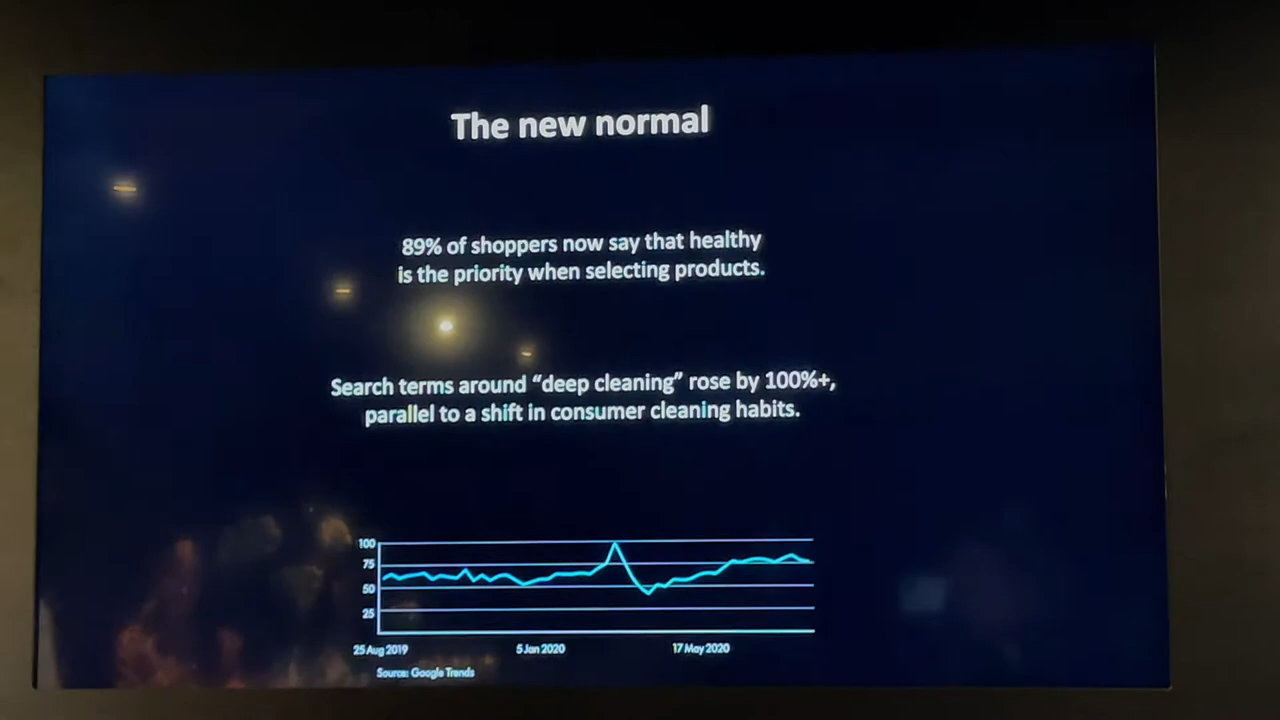 The new normal
89% of shoppers now say that healthy
is the priority when selecting products.
Search terms around “deep cleaning” rose by 100%+,
parallel to a shift in consumer cleaning habits.
100
75
50
25
25 Aug 2019 5 Jan 2020 17 May 2020
Source: Google Trends